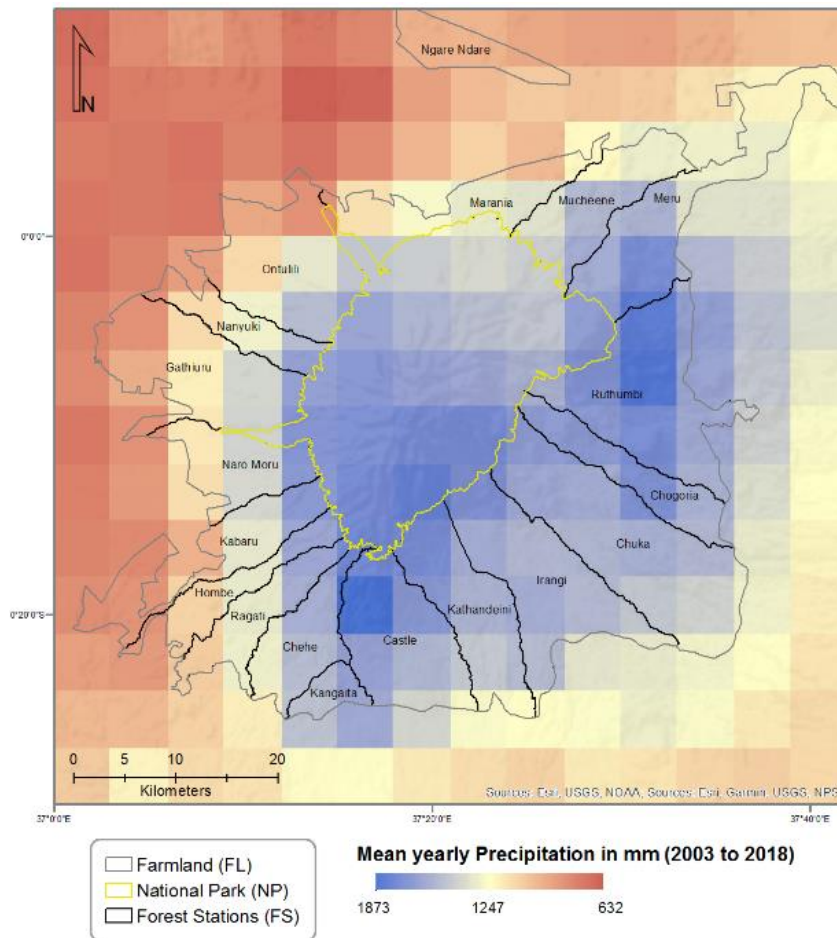 Ngare Ndare
N
Marania
Mucheene
Meru
0°0'0"
Ontulili
Nanyuki
Gathiuru
Ruthumbi
Naro Moru
Chogoria
Kabaru
Chuka
Hombe
Irangi
Kathandeini
0°20'0"S
Ragati
Castle
Chehe
Kangaita
0 5 10 20
Kilometers
Sources: Esri, USGS, NOAA, Sources: Esri, Garmin, USGS, NPS
37°0'0"E
37°20'0"E
37°40'0"E
Farmland (FL)
National Park (NP)
Forest Stations (FS)
Mean yearly Precipitation in mm (2003 to 2018)
1873 1247 632